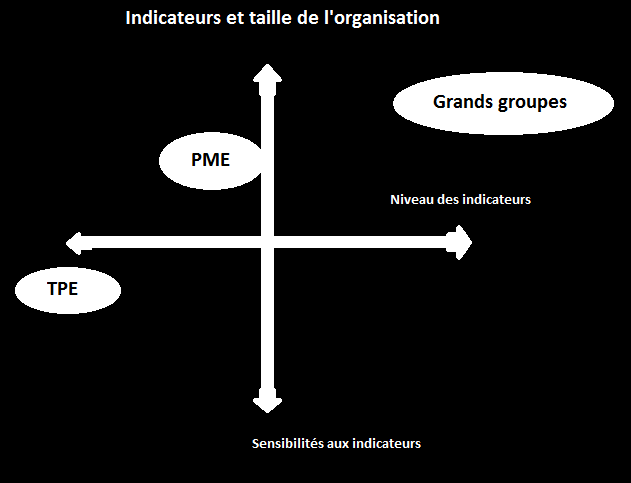 Indicateurs et taille de l'organisation
Grands groupes
PME
Niveau des indicateurs
TPE
Sensibilités aux indicateurs